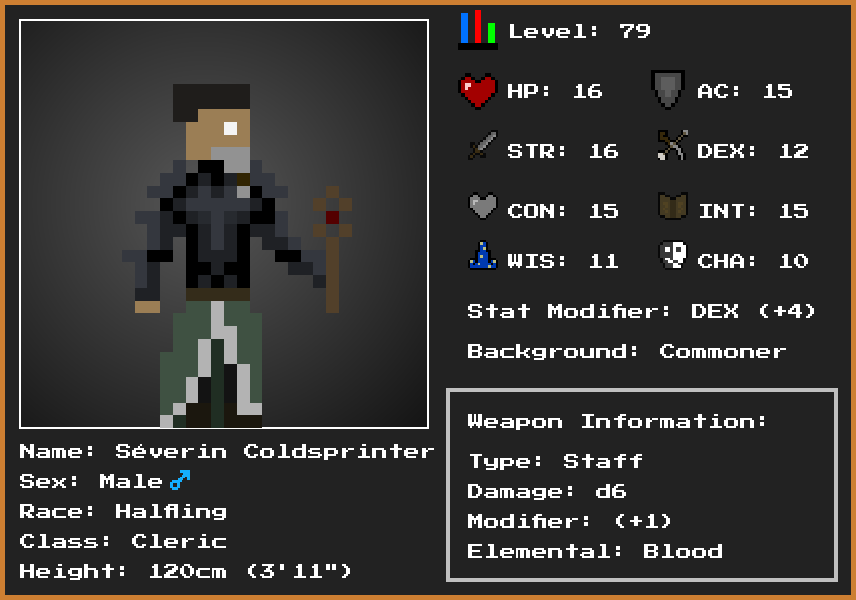 Level: 79
HP: 16 AC: 15
STR: 16 DEX: 12
CON: 15 INT: 15
WIS: 11 CHA: 10
Stat Modifier: DEX (+4)
Background: Commoner
Weapon Information:
Type: Staff
Damage: d6
Modifier: (+1)
Elemental: Blood
Name: Séverin Coldsprinter
Sex: Male ♂
Race: Halfling
Class: Cleric
Height: 120cm (3'11")